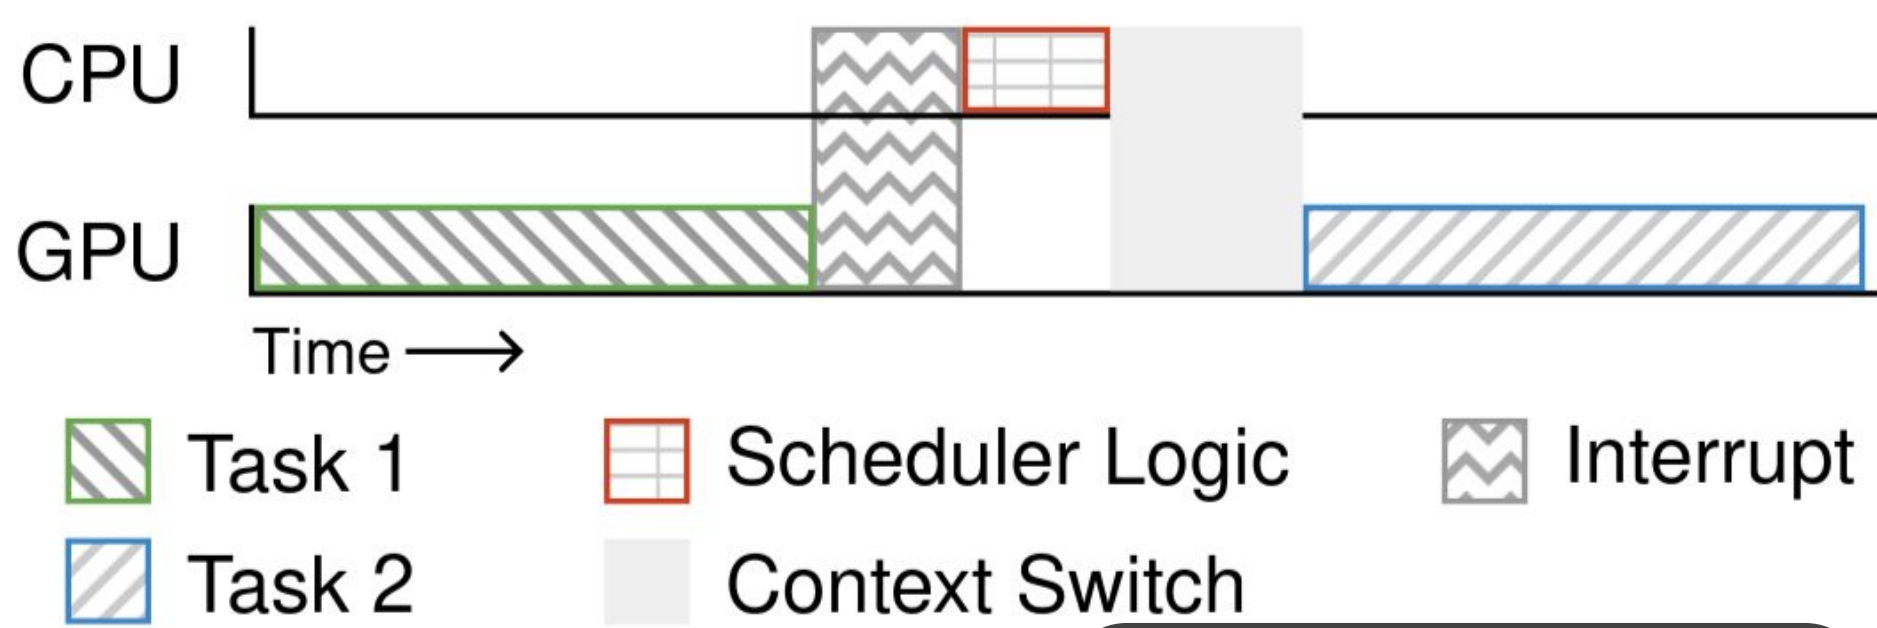 CPU
GPU
Time
Task 1
Scheduler Logic
Interrupt
Task 2
Context Switch